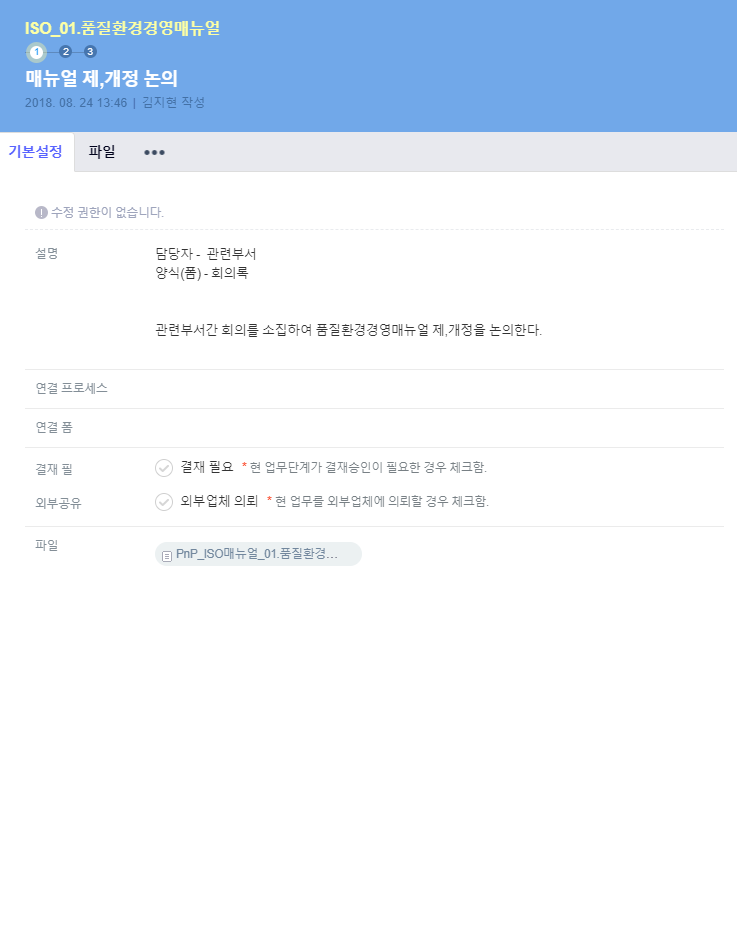 ISO_01.품질환경경영매뉴얼
1 2 3
매뉴얼 제,개정 논의
2018. 08. 24 13:46 | 김지현 작성
기본설정 파일 •••
수정 권한이 없습니다.
설명 담당자 - 관련부서
양식(폼) - 회의록
관련부서간 회의를 소집하여 품질환경경영매뉴얼 제,개정을 논의한다.
연결 프로세스
연결 폼
결재 필 결재 필요 * 현 업무단계가 결재승인이 필요한 경우 체크함.
외부공유 외부업체 의뢰 * 현 업무를 외부업체에 의뢰할 경우 체크함.
파일 PnP_ISO매뉴얼_01.품질환경...